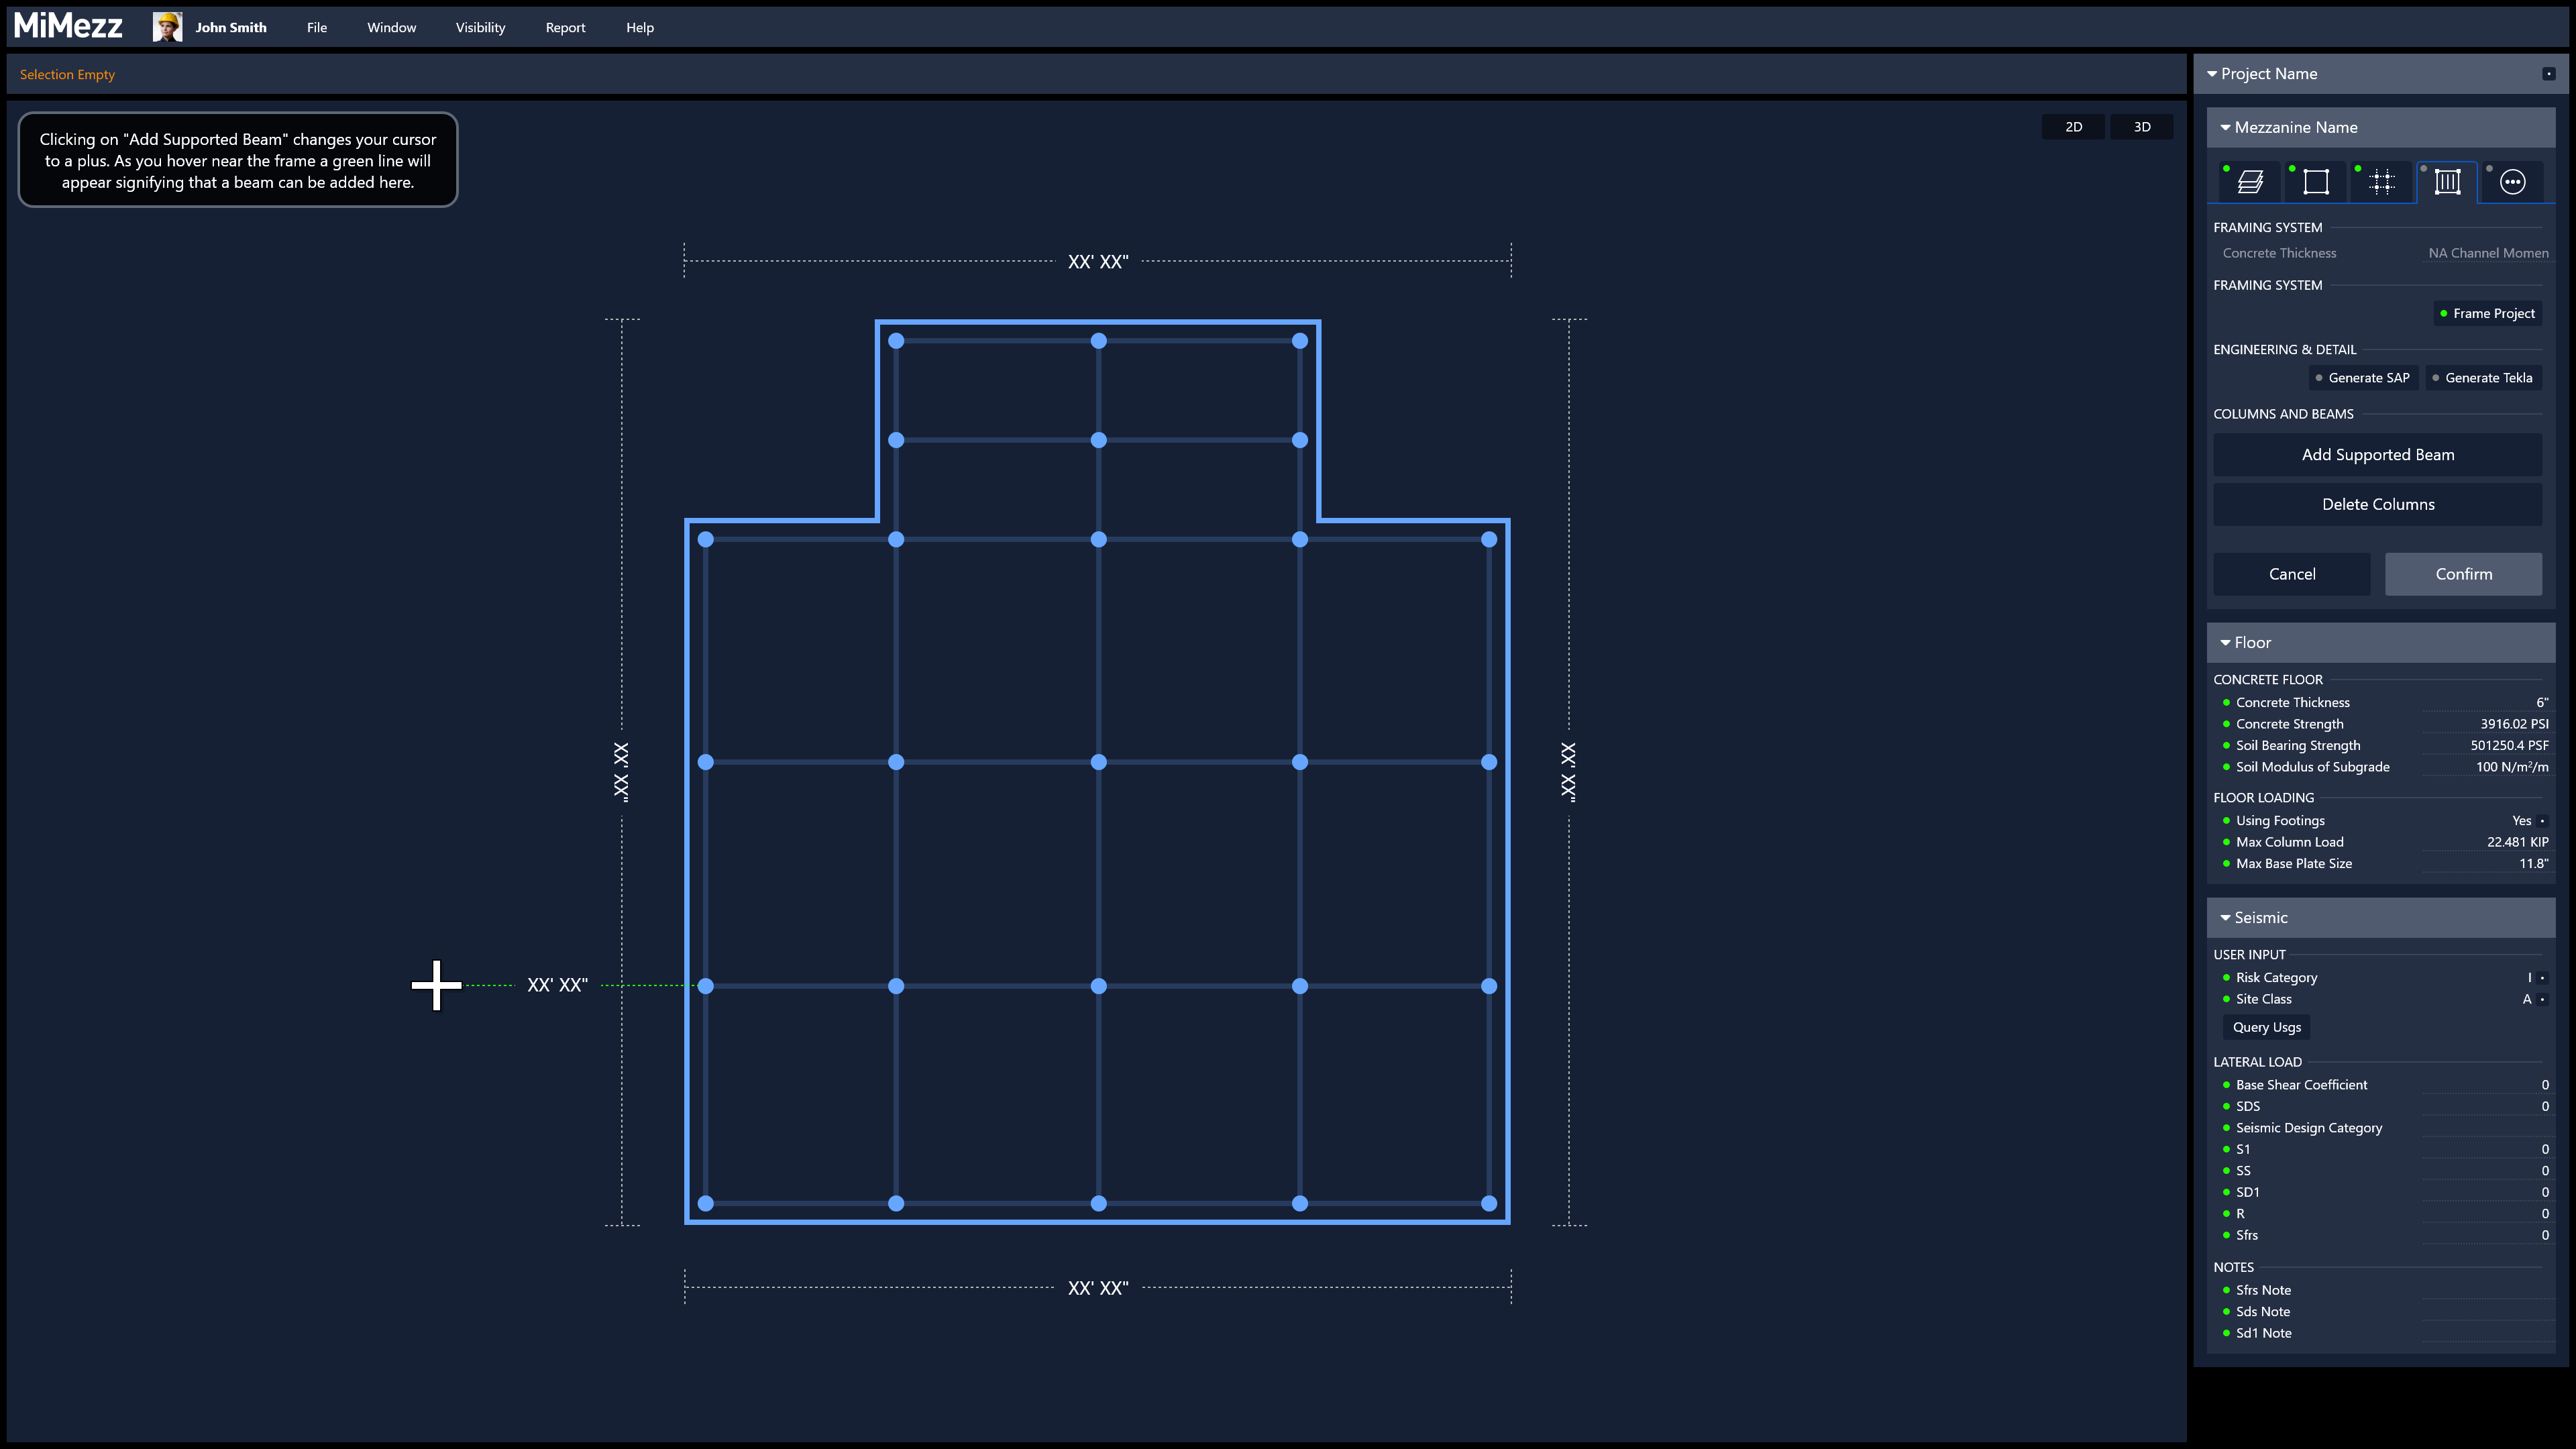 MiMezz
John Smith
File
Window
Visibility
Report
Help
Selection Empty
Clicking on "Add Supported Beam" changes your cursor
to a plus. As you hover near the frame a green line will
appear signifying that a beam can be added here.
2D
3D
XX' XX"
XX' XX"
XX' XX"
XX' XX"
XX' XX"
Project Name
Mezzanine Name
FRAMING SYSTEM
Concrete Thickness NA Channel Momen
FRAMING SYSTEM
Frame Project
ENGINEERING & DETAIL
Generate SAP Generate Tekla
COLUMNS AND BEAMS
Add Supported Beam
Delete Columns
Cancel Confirm
Floor
CONCRETE FLOOR
Concrete Thickness 6"
Concrete Strength 3916.02 PSI
Soil Bearing Strength 501250.4 PSF
Soil Modulus of Subgrade 100 N/m²/m
FLOOR LOADING
Using Footings Yes
Max Column Load 22.481 KIP
Max Base Plate Size 11.8"
Seismic
USER INPUT
Risk Category I
Site Class A
Query Usgs
LATERAL LOAD
Base Shear Coefficient 0
SDS 0
Seismic Design Category
S1 0
SS 0
SD1 0
R 0
Sfrs 0
NOTES
Sfrs Note
Sds Note
Sd1 Note